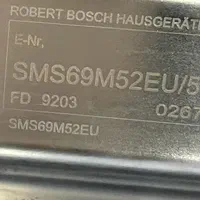 ROBERT BOSCH HAUSGERÄTE
E-Nr.
SMS69M52EU/5
FD 9203 0267
SMS69M52EU